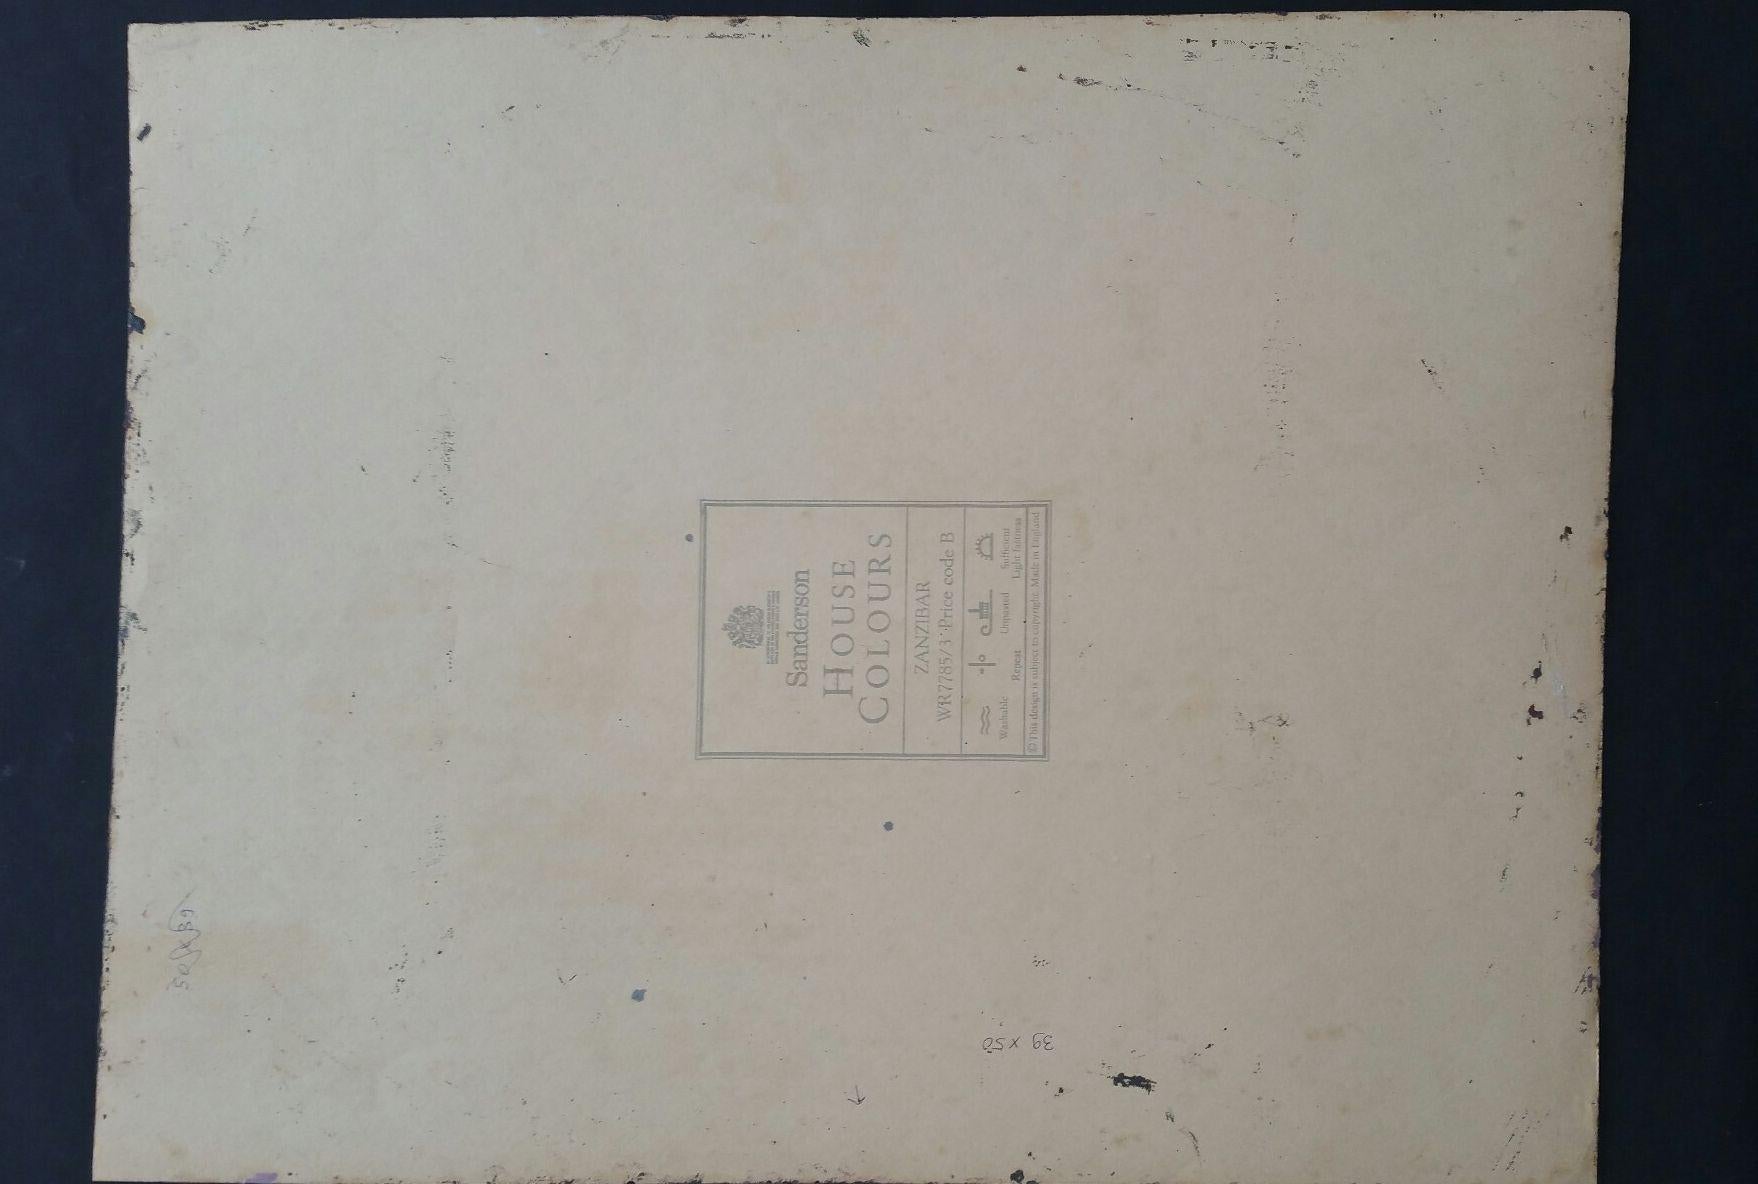 Sanderson
HOUSE
COLOURS
ZANZIBAR
WR7785/3 Price code B
Washable
Repeat
Unpasted
Sufficient
Light fastness
© This design is subject to copyright. Made in England
39 x 50